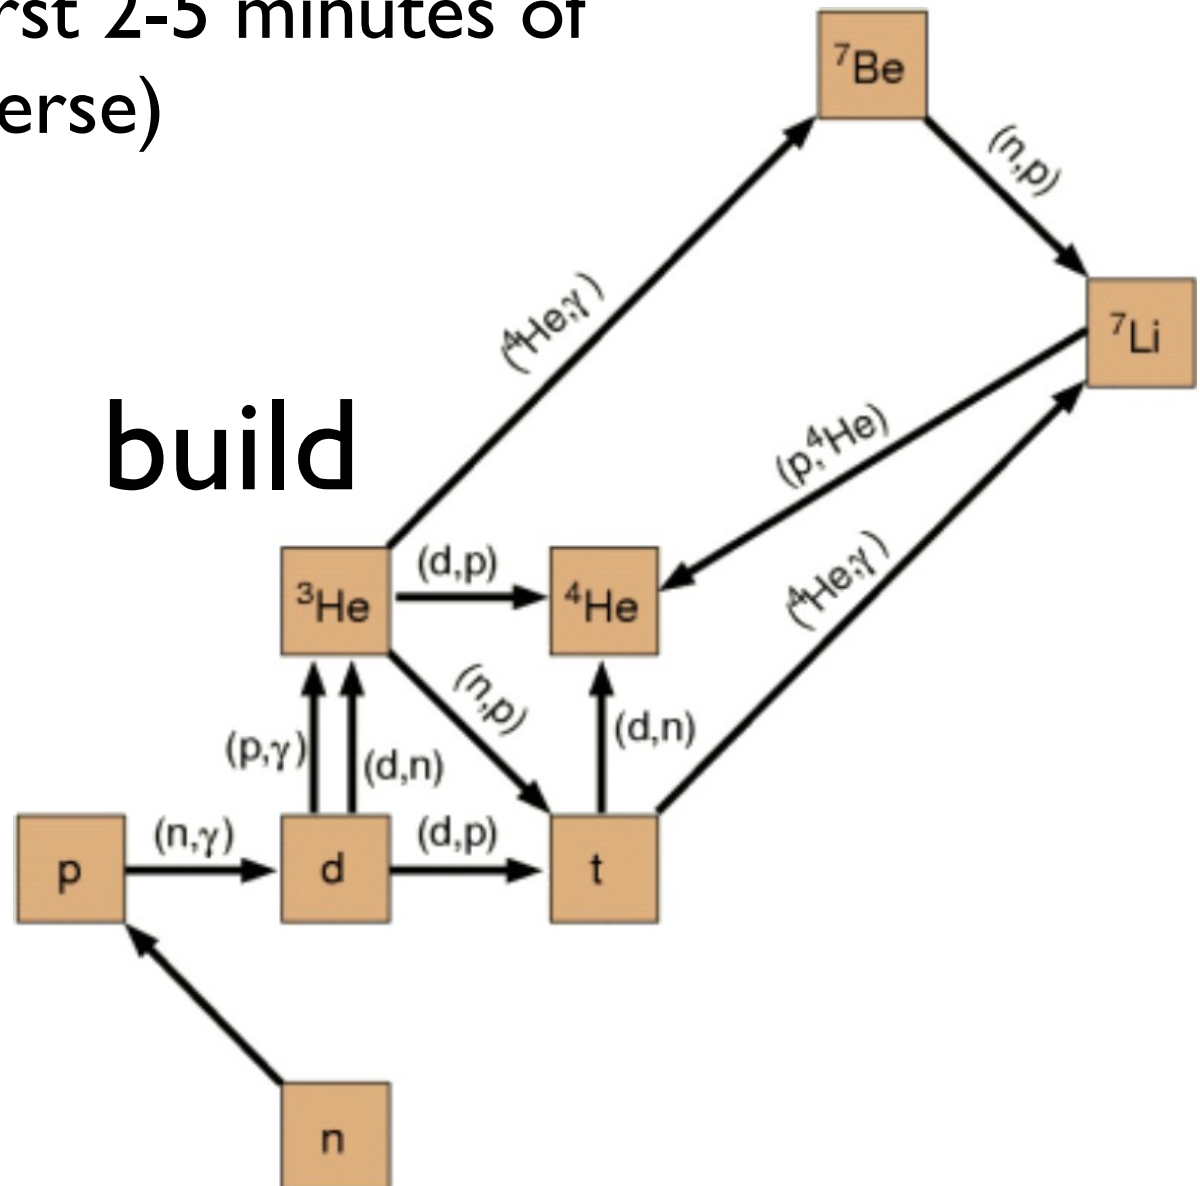 rst 2-5 minutes of
erse)
⁷Be
(n,p)
(⁴He,γ)
⁷Li
build
(p,⁴He)
(d,p)
³He
⁴He
(⁴He,γ)
(n,p)
(p,γ)
(d,n)
(d,n)
(n,γ)
(d,p)
p
d
t
n